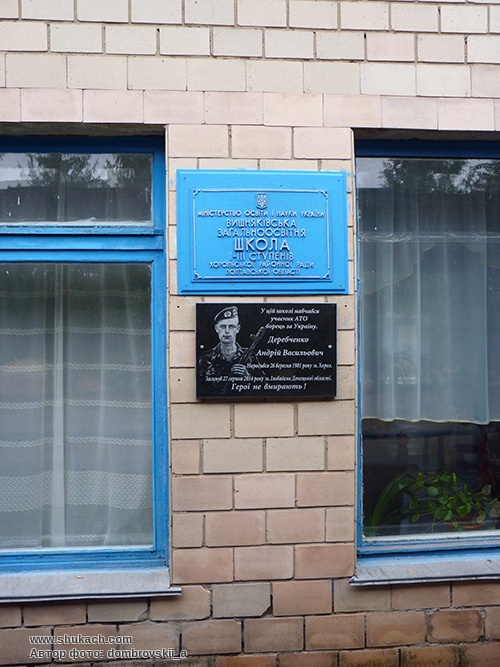 МІНІСТЕРСТВО ОСВІТИ І НАУКИ УКРАЇНИ
ВИШНЯКІВСЬКА
ЗАГАЛЬНООСВІТНЯ
ШКОЛА
І-ІІІ СТУПЕНІВ
ХОРОЛЬСЬКОЇ РАЙОННОЇ РАДИ
ПОЛТАВСЬКОЇ ОБЛАСТІ
У цій школі навчався
учасник АТО
борець за Україну.
Деребченко
Андрій Васильович
Народився 26 березня 1981 року м. Хорол.
Загинув 27 серпня 2014 року м. Іловайськ Донецької області.
Герої не вмирають !
www.shukach.com
Автор фото: dombrovskii_a